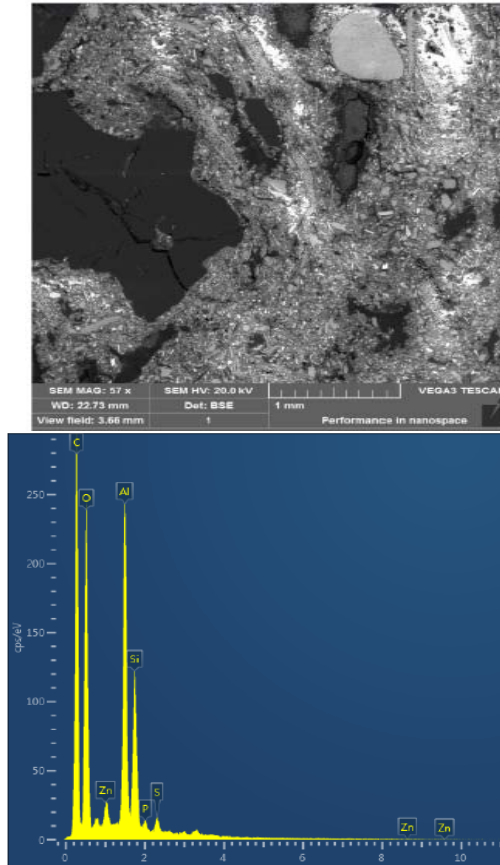 SEM MAG: 57 x SEM HV: 20.0 kV VEGA3 TESCAN
WD: 22.73 mm Det: BSE 1 mm
View field: 3.66 mm 1 Performance in nanospace
C
O
Al
250
200
cps/eV
150
Si
100
50
Zn
P
S
Zn
Zn
0
0 2 4 6 8 10